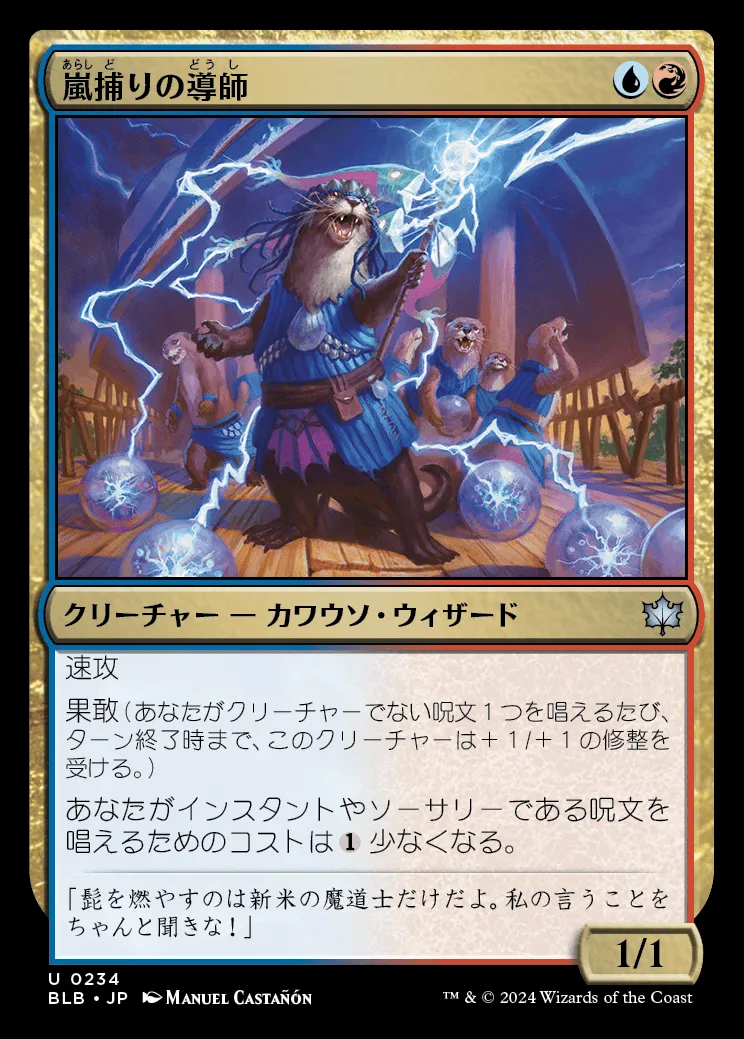 あらし ど どう し
嵐捕りの導師
クリーチャー — カワウソ・ウィザード
速攻
果敢（あなたがクリーチャーでない呪文１つを唱えるたび、
ターン終了時まで、このクリーチャーは＋１/＋１の修整を
受ける。）
あなたがインスタントやソーサリーである呪文を
唱えるためのコストは 1 少なくなる。
「髭を燃やすのは新米の魔道士だけだよ。私の言うことを
ちゃんと聞きな！」
1/1
U 0234
BLB • JP MANUEL CASTAÑÓN
™ & © 2024 Wizards of the Coast